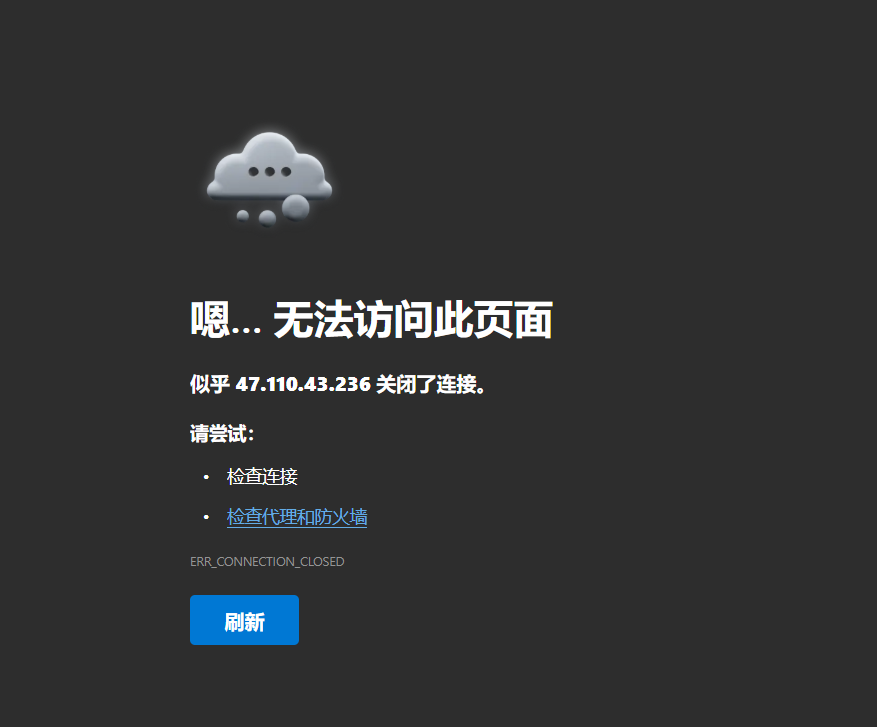 嗯... 无法访问此页面
似乎 47.110.43.236 关闭了连接。
请尝试：
• 检查连接
• 检查代理和防火墙
ERR_CONNECTION_CLOSED
刷新